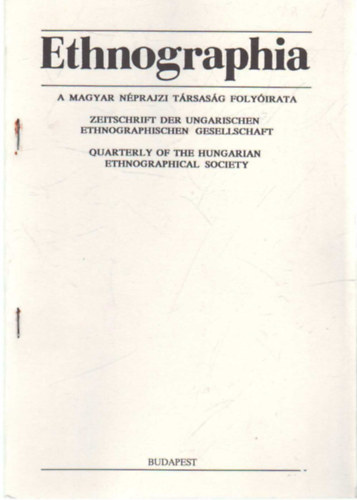 Ethnographia
A MAGYAR NÉPRAJZI TÁRSASÁG FOLYÓIRATA
ZEITSCHRIFT DER UNGARISCHEN
ETHNOGRAPHISCHEN GESELLSCHAFT
QUARTERLY OF THE HUNGARIAN
ETHNOGRAPHICAL SOCIETY
BUDAPEST